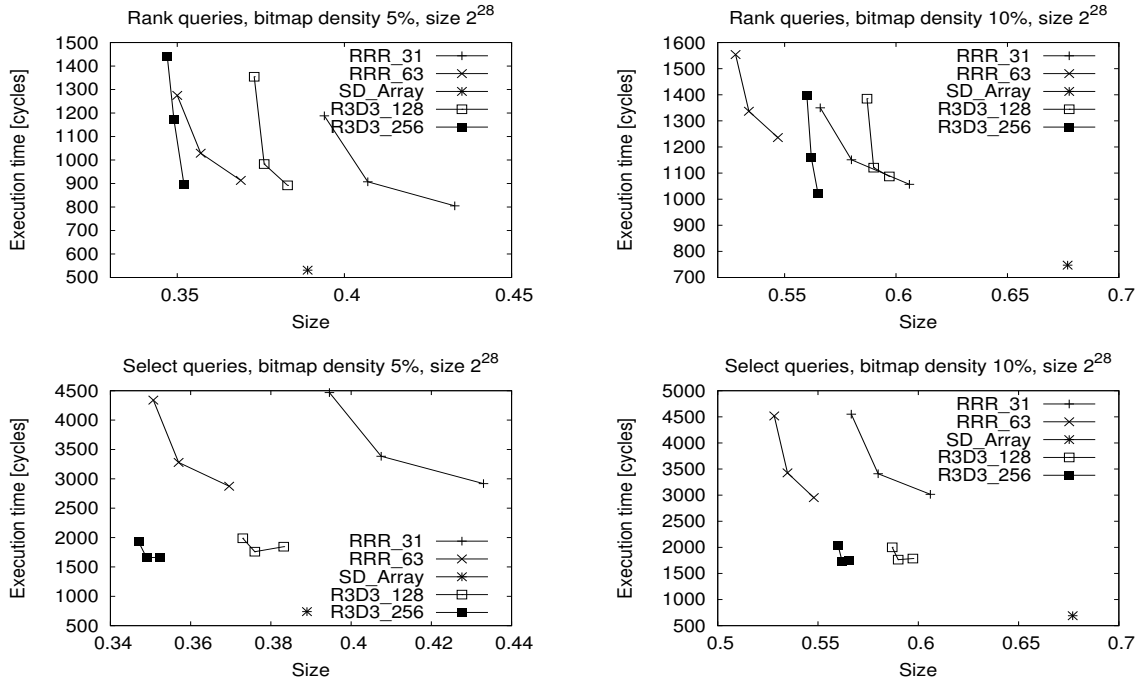 Rank queries, bitmap density 5%, size 2^28
Execution time [cycles]
1500
1400
1300
1200
1100
1000
900
800
700
600
500
RRR_31
RRR_63
SD_Array
R3D3_128
R3D3_256
0.35
0.4
0.45
Size
Rank queries, bitmap density 10%, size 2^28
Execution time [cycles]
1600
1500
1400
1300
1200
1100
1000
900
800
700
RRR_31
RRR_63
SD_Array
R3D3_128
R3D3_256
0.55
0.6
0.65
0.7
Size
Select queries, bitmap density 5%, size 2^28
Execution time [cycles]
4500
4000
3500
3000
2500
2000
1500
1000
500
RRR_31
RRR_63
SD_Array
R3D3_128
R3D3_256
0.34
0.36
0.38
0.4
0.42
0.44
Size
Select queries, bitmap density 10%, size 2^28
Execution time [cycles]
5000
4500
4000
3500
3000
2500
2000
1500
1000
500
RRR_31
RRR_63
SD_Array
R3D3_128
R3D3_256
0.5
0.55
0.6
0.65
0.7
Size